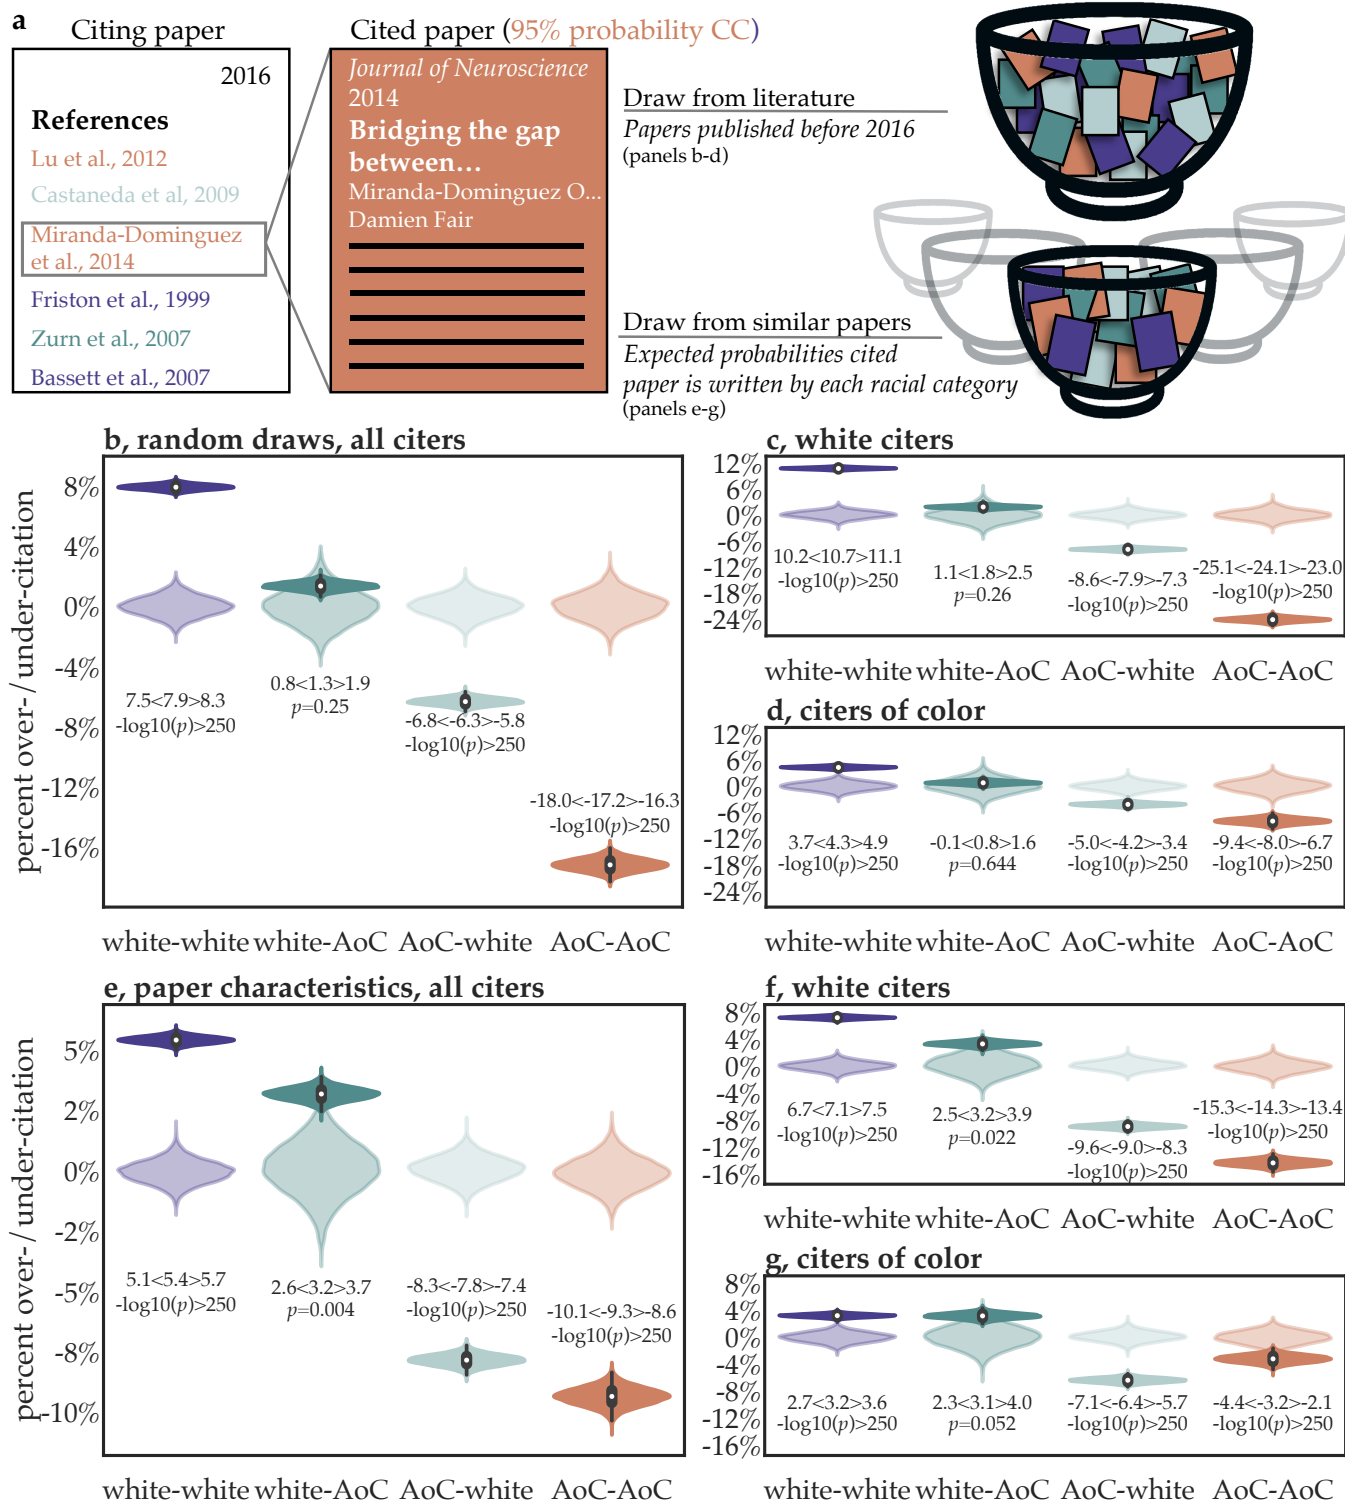 a
Citing paper
2016
References
Lu et al., 2012
Castaneda et al, 2009
Miranda-Dominguez
et al., 2014
Friston et al., 1999
Zurn et al., 2007
Bassett et al., 2007
Cited paper (95% probability CC)
Journal of Neuroscience
2014
Bridging the gap
between...
Miranda-Dominguez O...
Damien Fair
Draw from literature
Papers published before 2016
(panels b-d)
Draw from similar papers
Expected probabilities cited
paper is written by each racial category
(panels e-g)
b, random draws, all citers
percent over-/under-citation
8%
4%
0%
-4%
-8%
-12%
-16%
7.5<7.9>8.3
-log10(p)>250
0.8<1.3>1.9
p=0.25
-6.8<-6.3>-5.8
-log10(p)>250
-18.0<-17.2>-16.3
-log10(p)>250
white-white white-AoC AoC-white AoC-AoC
c, white citers
12%
6%
0%
-6%
-12%
-18%
-24%
10.2<10.7>11.1
-log10(p)>250
1.1<1.8>2.5
p=0.26
-8.6<-7.9>-7.3
-log10(p)>250
-25.1<-24.1>-23.0
-log10(p)>250
white-white white-AoC AoC-white AoC-AoC
d, citers of color
12%
6%
0%
-6%
-12%
-18%
-24%
3.7<4.3>4.9
-log10(p)>250
-0.1<0.8>1.6
p=0.644
-5.0<-4.2>-3.4
-log10(p)>250
-9.4<-8.0>-6.7
-log10(p)>250
white-white white-AoC AoC-white AoC-AoC
e, paper characteristics, all citers
percent over-/under-citation
5%
2%
0%
-2%
-5%
-8%
-10%
5.1<5.4>5.7
-log10(p)>250
2.6<3.2>3.7
p=0.004
-8.3<-7.8>-7.4
-log10(p)>250
-10.1<-9.3>-8.6
-log10(p)>250
white-white white-AoC AoC-white AoC-AoC
f, white citers
8%
4%
0%
-4%
-8%
-12%
-16%
6.7<7.1>7.5
-log10(p)>250
2.5<3.2>3.9
p=0.022
-9.6<-9.0>-8.3
-log10(p)>250
-15.3<-14.3>-13.4
-log10(p)>250
white-white white-AoC AoC-white AoC-AoC
g, citers of color
8%
4%
0%
-4%
-8%
-12%
-16%
2.7<3.2>3.6
-log10(p)>250
2.3<3.1>4.0
p=0.052
-7.1<-6.4>-5.7
-log10(p)>250
-4.4<-3.2>-2.1
-log10(p)>250
white-white white-AoC AoC-white AoC-AoC